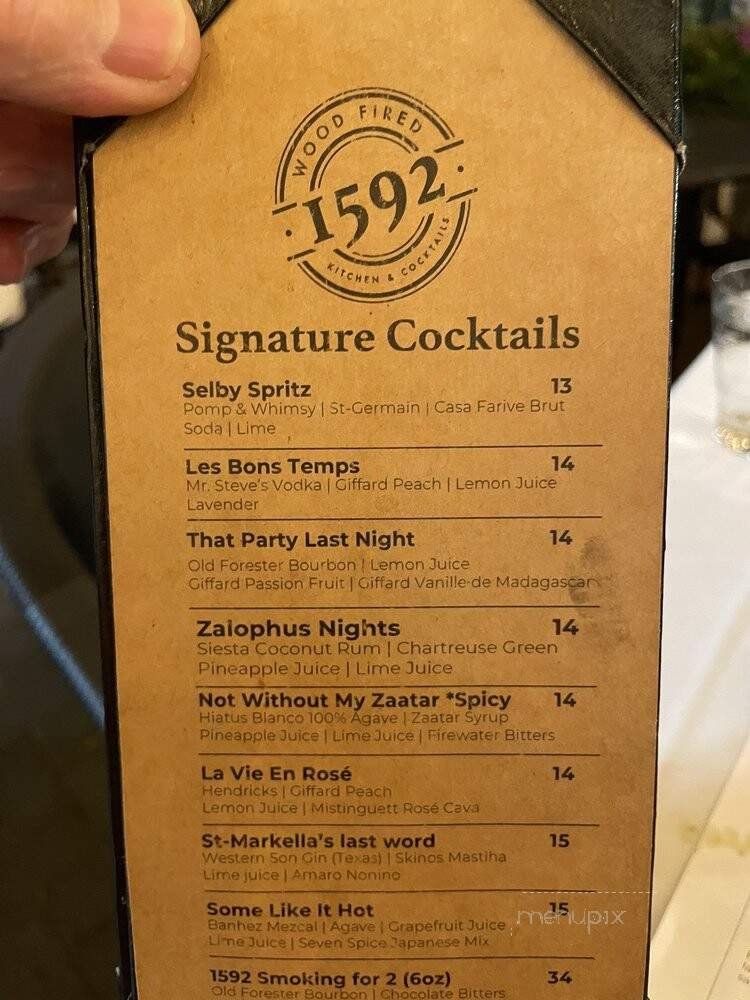 WOOD FIRED
1592
KITCHEN & COCKTAILS
Signature Cocktails
Selby Spritz 13
Pomp & Whimsy | St-Germain | Casa Farive Brut
Soda | Lime
Les Bons Temps 14
Mr. Steve's Vodka | Giffard Peach | Lemon Juice
Lavender
That Party Last Night 14
Old Forester Bourbon | Lemon Juice
Giffard Passion Fruit | Giffard Vanille-de Madagascar
Zalophus Nights 14
Siesta Coconut Rum | Chartreuse Green
Pineapple Juice | Lime Juice
Not Without My Zaatar *Spicy 14
Hiatus Blanco 100% Agave | Zaatar Syrup
Pineapple Juice | Lime Juice | Firewater Bitters
La Vie En Rosé 14
Hendricks | Giffard Peach
Lemon Juice | Mistinguett Rosé Cava
St-Markella's last word 15
Western Son Gin (Texas) | Skinos Mastiha
Lime juice | Amaro Nonino
Some Like It Hot 15
Banhez Mezcal | Agave | Grapefruit Juice
Lime Juice | Seven Spice Japanese Mix
menupix
1592 Smoking for 2 (6oz) 34
Old Forester Bourbon | Chocolate Bitters